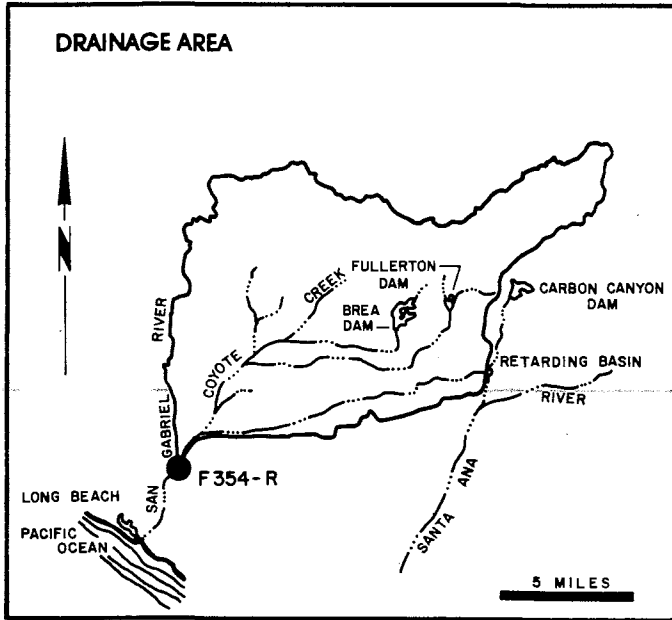 DRAINAGE AREA
N
FULLERTON
DAM
CREEK
BREA
DAM
CARBON CANYON
DAM
RIVER
COYOTE
RETARDING BASIN
RIVER
GABRIEL
F354-R
SAN
LONG BEACH
PACIFIC
OCEAN
SANTA ANA
5 MILES